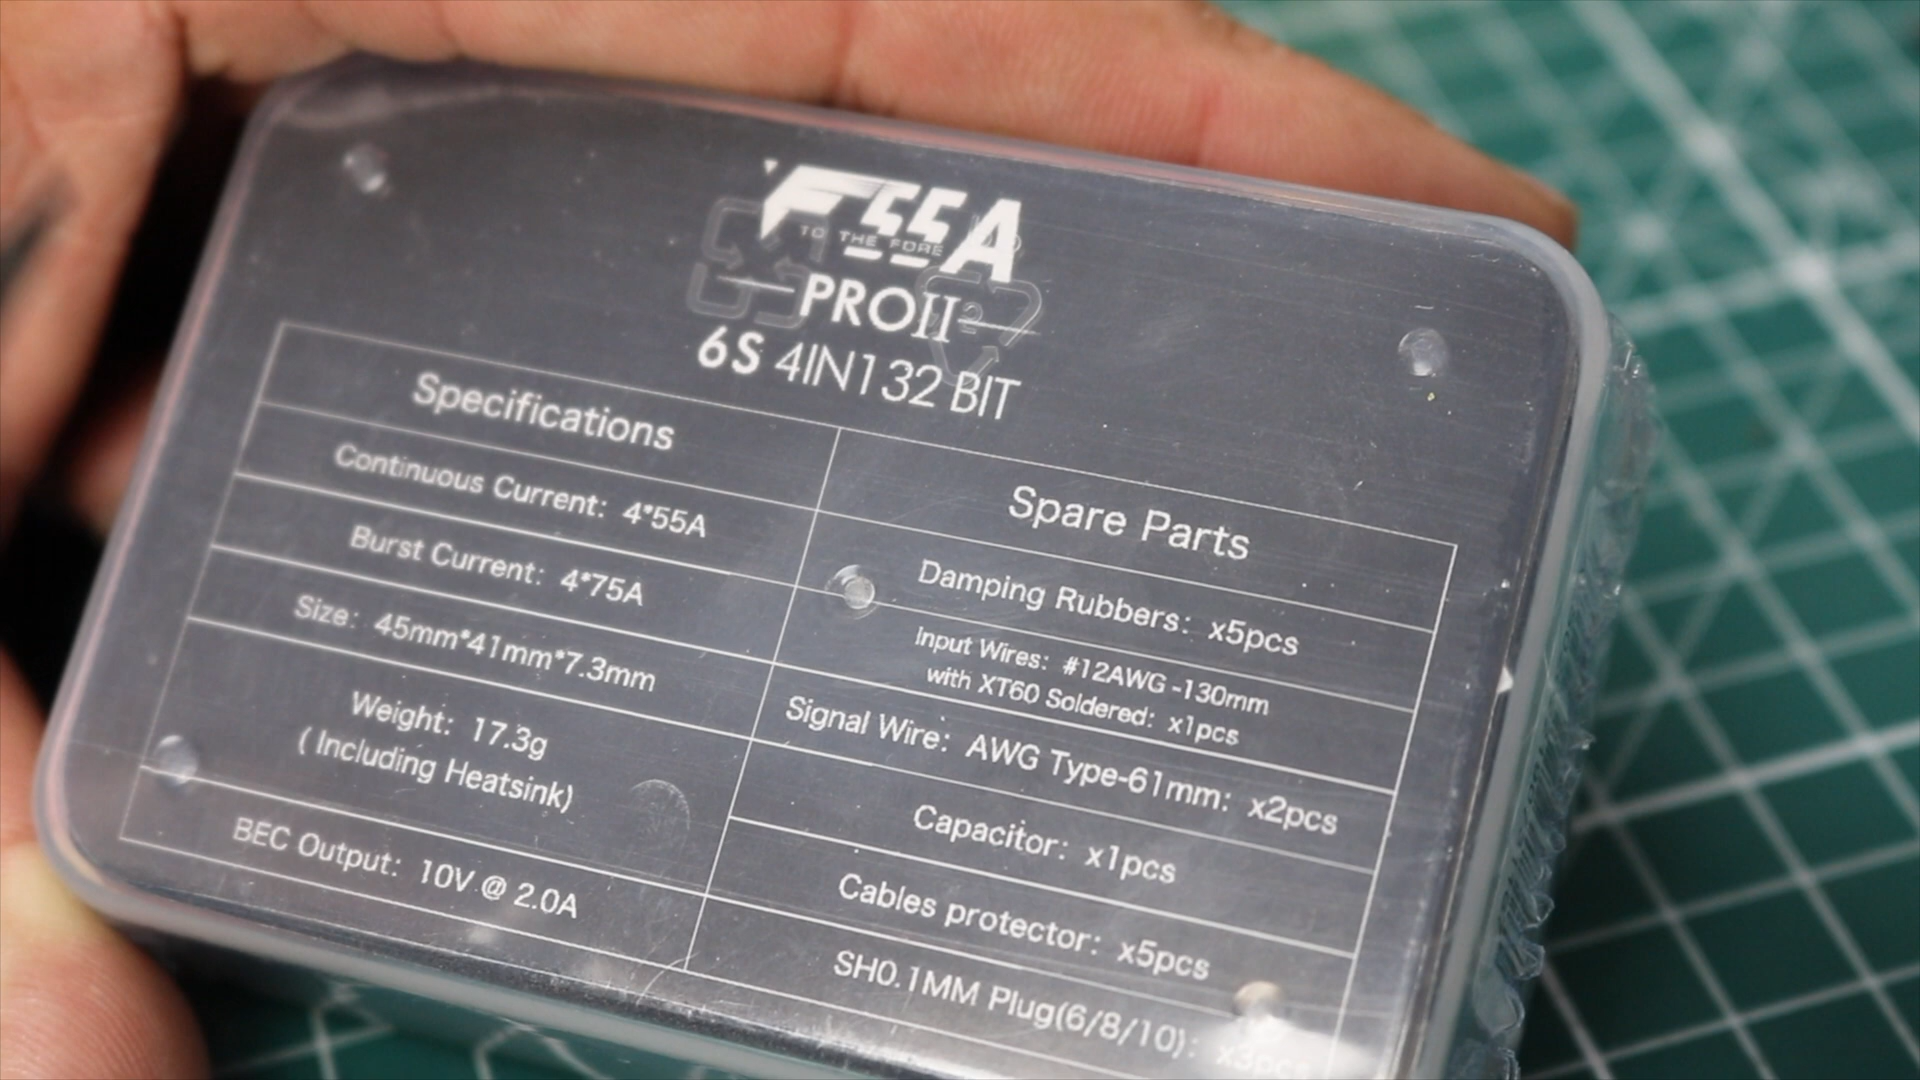 F55A
TO THE FORE
PROII
6S 4IN1 32 BIT
Specifications
Continuous Current: 4*55A
Burst Current: 4*75A
Size: 45mm*41mm*7.3mm
Weight: 17.3g
( Including Heatsink)
BEC Output: 10V @ 2.0A
Spare Parts
Damping Rubbers: x5pcs
Input Wires: #12AWG -130mm
with XT60 Soldered: x1pcs
Signal Wire: AWG Type-61mm: x2pcs
Capacitor: x1pcs
Cables protector: x5pcs
SH0.1MM Plug(6/8/10): x3pcs